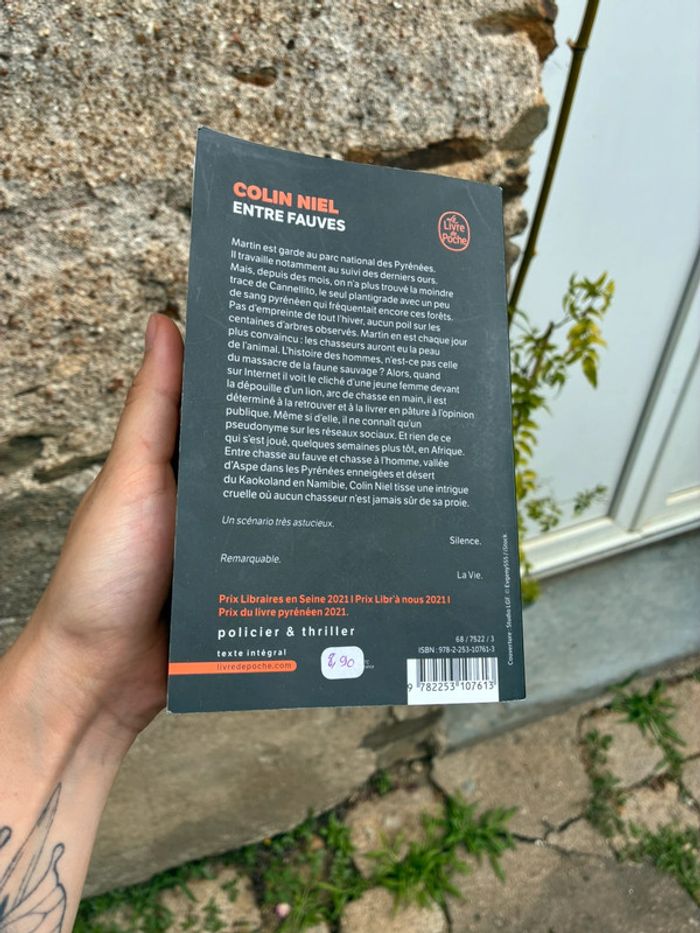 COLIN NIEL
ENTRE FAUVES
Le
Livre
de
Poche
Martin est garde au parc national des Pyrénées.
Il travaille notamment au suivi des derniers ours.
Mais, depuis des mois, on n'a plus trouvé la moindre
trace de Cannellito, le seul plantigrade avec un peu
de sang pyrénéen qui fréquentait encore ces forêts.
Pas d'empreinte de tout l'hiver, aucun poil sur les
centaines d'arbres observés. Martin en est chaque jour
plus convaincu : les chasseurs auront eu la peau
de l'animal. L'histoire des hommes, n'est-ce pas celle
du massacre de la faune sauvage ? Alors, quand
sur Internet il voit le cliché d'une jeune femme devant
la dépouille d'un lion, arc de chasse en main, il est
déterminé à la retrouver et à la livrer en pâture à l'opinion
publique. Même si d'elle, il ne connaît qu'un
pseudonyme sur les réseaux sociaux. Et rien de ce
qui s'est joué, quelques semaines plus tôt, en Afrique.
Entre chasse au fauve et chasse à l'homme, vallée
d'Aspe dans les Pyrénées enneigées et désert
du Kaokoland en Namibie, Colin Niel tisse une intrigue
cruelle où aucun chasseur n'est jamais sûr de sa proie.
Un scénario très astucieux.
Silence.
Remarquable.
La Vie.
Prix Libraires en Seine 2021 I Prix Libr'à nous 2021 I
Prix du livre pyrénéen 2021.
policier & thriller
texte intégral
livredepoche.com
2,90
68 / 7522 / 3
ISBN : 978-2-253-10761-3
9 782253 107613
Couverture : Studio LGF. © Evgeny555 / iStock.